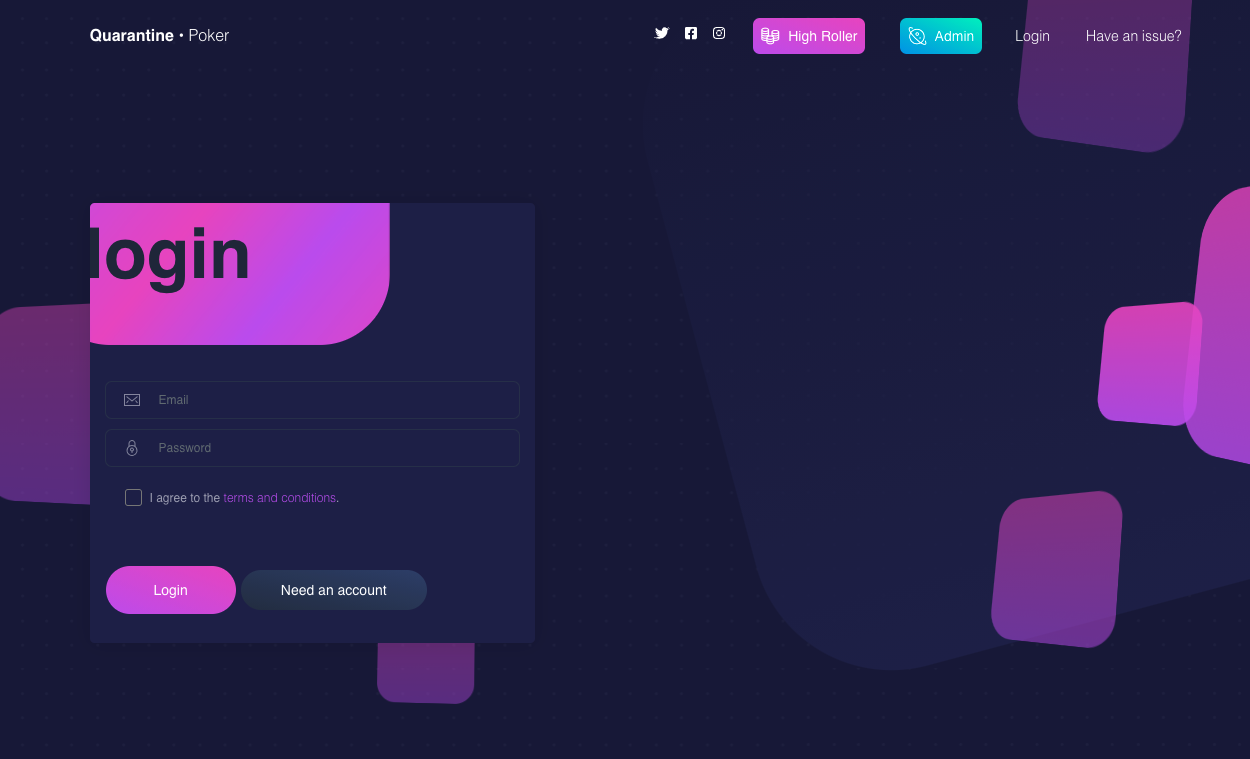 Quarantine • Poker
High Roller
Admin
Login
Have an issue?
login
Email
Password
I agree to the terms and conditions.
Login
Need an account